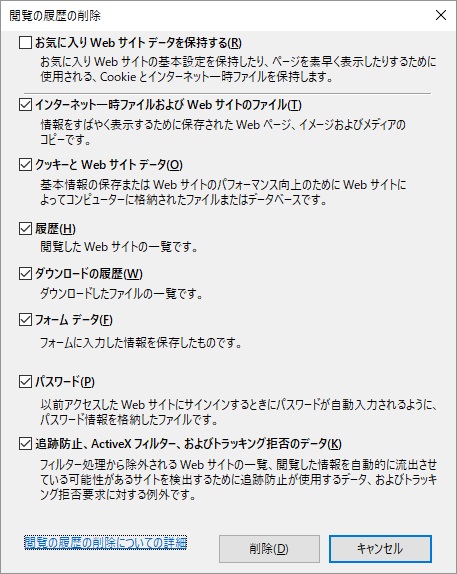 閲覧の履歴の削除
お気に入り Web サイト データを保持する(R)
お気に入り Web サイトの基本設定を保持したり、ページを素早く表示したりするために
使用される、Cookie とインターネット一時ファイルを保持します。
インターネット一時ファイルおよび Web サイトのファイル(T)
情報をすばやく表示するために保存された Web ページ、イメージおよびメディアの
コピーです。
クッキーと Web サイト データ(O)
基本情報の保存または Web サイトのパフォーマンス向上のために Web サイトに
よってコンピューターに格納されたファイルまたはデータベースです。
履歴(H)
閲覧した Web サイトの一覧です。
ダウンロードの履歴(W)
ダウンロードしたファイルの一覧です。
フォーム データ(F)
フォームに入力した情報を保存したものです。
パスワード(P)
以前アクセスした Web サイトにサインインするときにパスワードが自動入力されるように、
パスワード情報を格納したファイルです。
追跡防止、ActiveX フィルター、およびトラッキング拒否のデータ(K)
フィルター処理から除外される Web サイトの一覧、閲覧した情報を自動的に流出させ
ている可能性があるサイトを検出するために追跡防止が使用するデータ、およびトラッキ
ング拒否要求に対する例外です。
閲覧の履歴の削除についての詳細
削除(D)
キャンセル